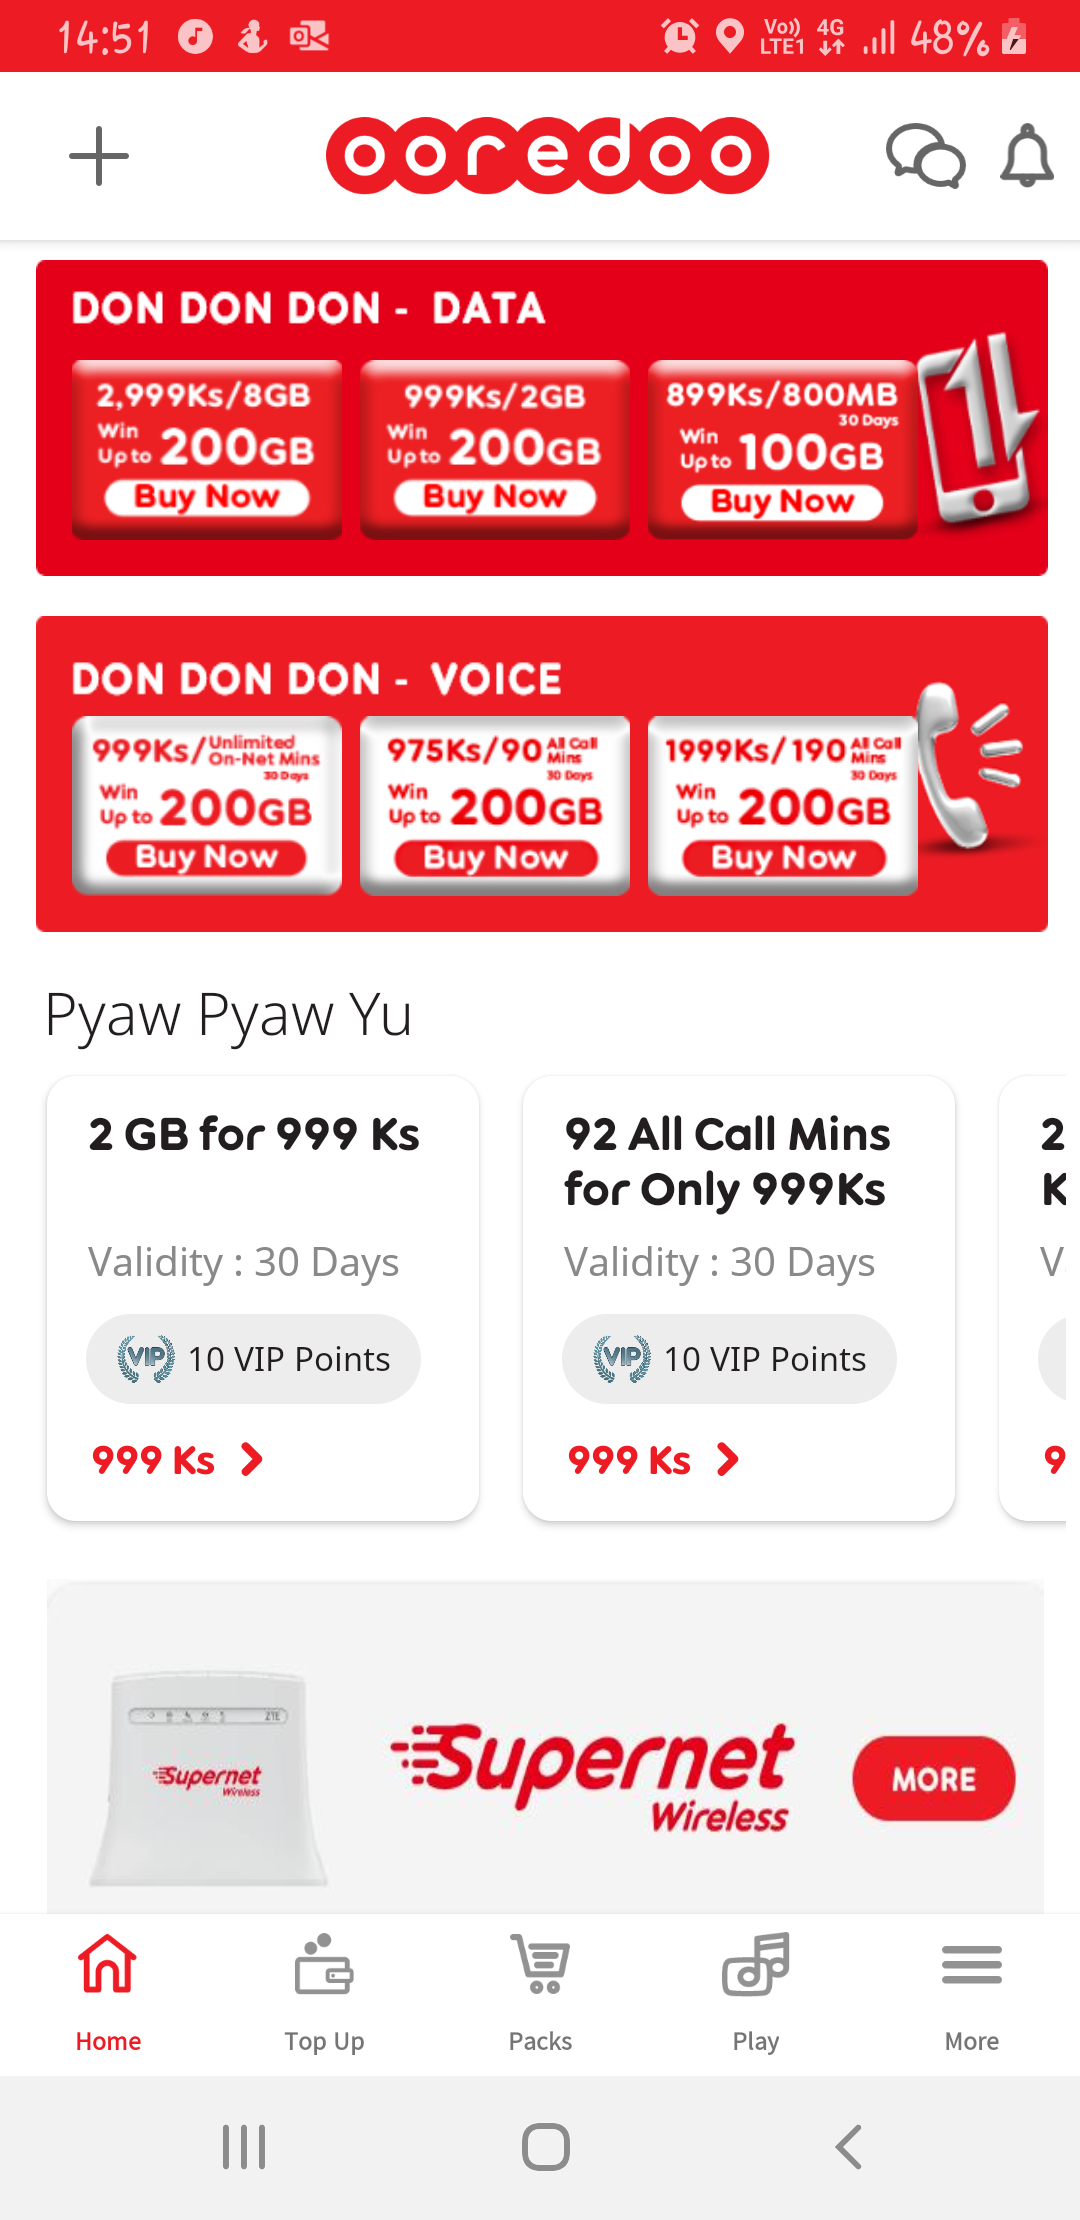 14:51
Vo)) LTE1 4G 48%
ooredoo
DON DON DON - DATA
2,999Ks/8GB
Win Up to 200GB
Buy Now
999Ks/2GB
Win Up to 200GB
Buy Now
899Ks/800MB
30 Days
Win Up to 100GB
Buy Now
DON DON DON - VOICE
999Ks/Unlimited On-Net Mins
30 Days
Win Up to 200GB
Buy Now
975Ks/90 All Call Mins
30 Days
Win Up to 200GB
Buy Now
1999Ks/190 All Call Mins
30 Days
Win Up to 200GB
Buy Now
Pyaw Pyaw Yu
2 GB for 999 Ks
Validity : 30 Days
VIP 10 VIP Points
999 Ks
92 All Call Mins
for Only 999Ks
Validity : 30 Days
VIP 10 VIP Points
999 Ks
2
K
V
9
ZTE
Supernet
Wireless
Supernet
Wireless
MORE
Home
Top Up
Packs
Play
More